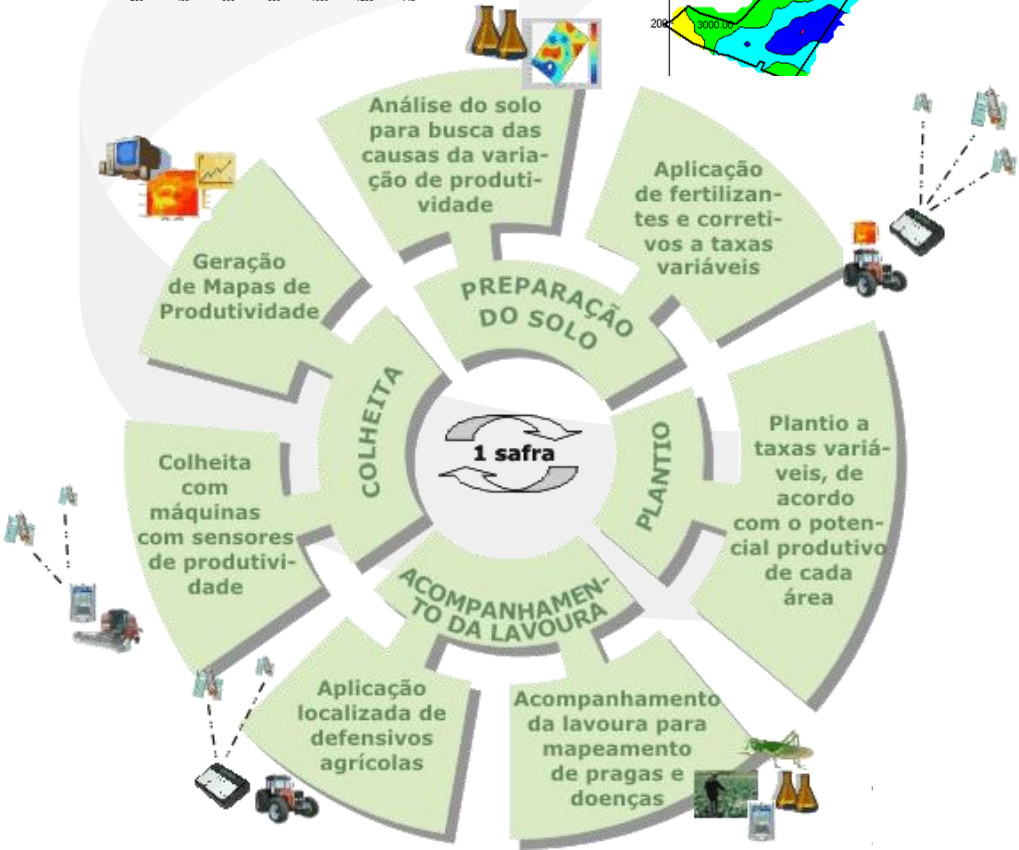 200
3000.00
Análise do solo
para busca das
causas da varia-
ção de produti-
vidade
Aplicação
de fertilizan-
tes e correti-
vos a taxas
variáveis
Geração
de Mapas de
Produtividade
PREPARAÇÃO
DO SOLO
COLHEITA
1 safra
PLANTIO
Plantio a
taxas variá-
veis, de
acordo
com o poten-
cial produtivo
de cada
área
Colheita
com
máquinas
com sensores
de produtivi-
dade
ACOMPANHAMEN-
TO DA LAVOURA
Aplicação
localizada de
defensivos
agrícolas
Acompanhamento
da lavoura para
mapeamento
de pragas e
doenças